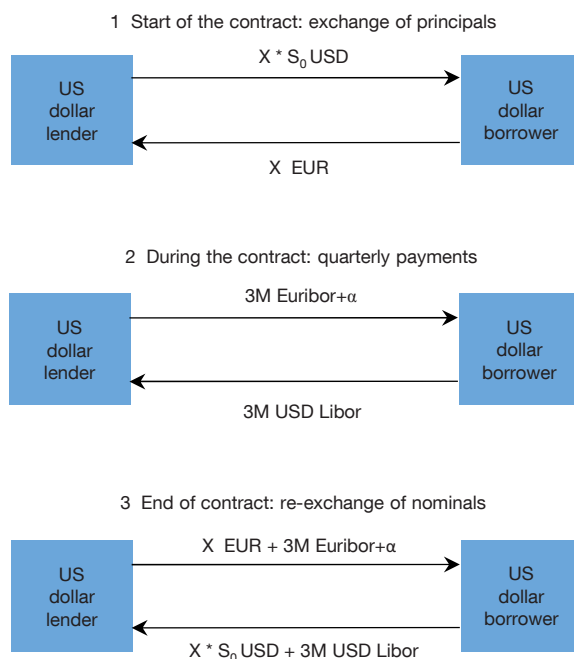 1 Start of the contract: exchange of principals
X * S₀ USD
US
dollar
lender
US
dollar
borrower
X EUR
2 During the contract: quarterly payments
3M Euribor+α
US
dollar
lender
US
dollar
borrower
3M USD Libor
3 End of contract: re-exchange of nominals
X EUR + 3M Euribor+α
US
dollar
lender
US
dollar
borrower
X * S₀ USD + 3M USD Libor